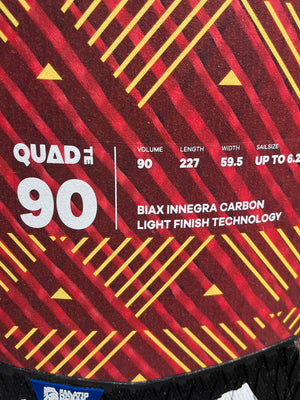 QUAD TE
90
VOLUME LENGTH WIDTH SAILSIZE
90 227 59.5 UP TO 6.2
BIAX INNEGRA CARBON
LIGHT FINISH TECHNOLOGY
FANATIC